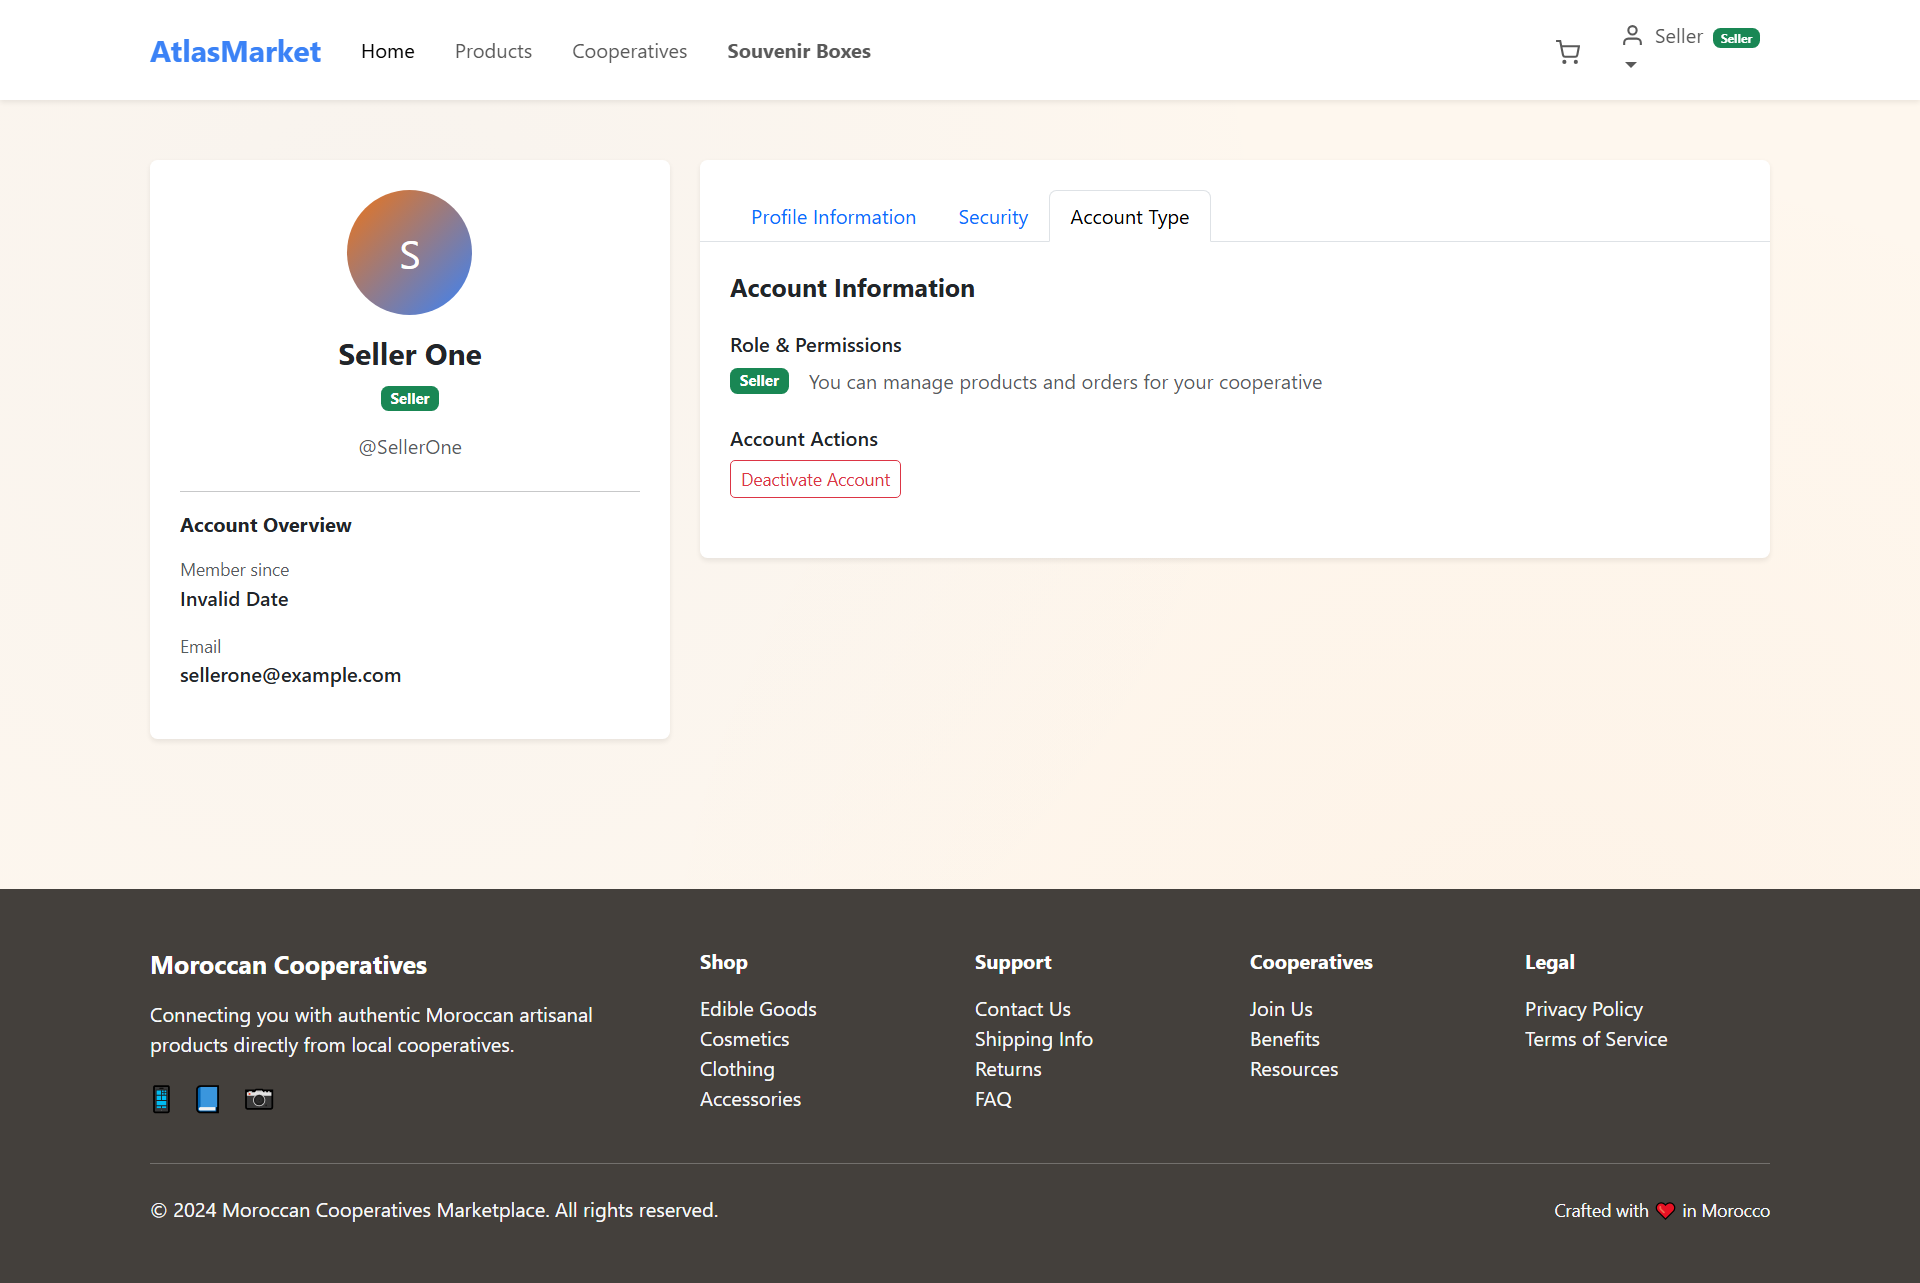 AtlasMarket
Home
Products
Cooperatives
Souvenir Boxes
Seller
Seller
S
Seller One
Seller
@SellerOne
Account Overview
Member since
Invalid Date
Email
sellerone@example.com
Profile Information
Security
Account Type
Account Information
Role & Permissions
Seller
You can manage products and orders for your cooperative
Account Actions
Deactivate Account
Moroccan Cooperatives
Connecting you with authentic Moroccan artisanal
products directly from local cooperatives.
Shop
Edible Goods
Cosmetics
Clothing
Accessories
Support
Contact Us
Shipping Info
Returns
FAQ
Cooperatives
Join Us
Benefits
Resources
Legal
Privacy Policy
Terms of Service
© 2024 Moroccan Cooperatives Marketplace. All rights reserved.
Crafted with ❤️ in Morocco